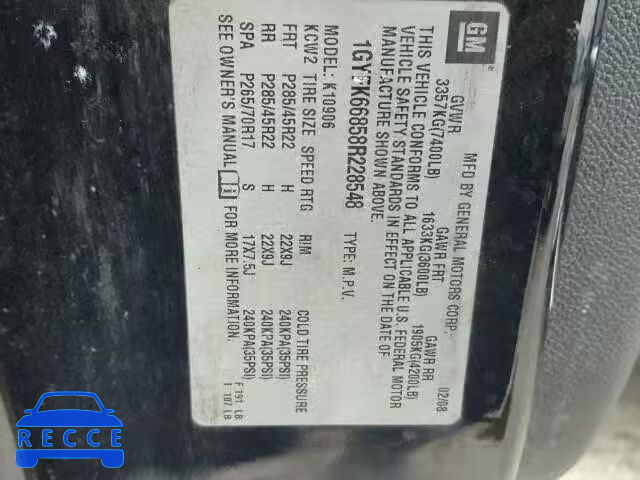 GM
MFD BY GENERAL MOTORS CORP
02/08
GVWR GAWR FRT GAWR RR
3357KG(7400LB) 1633KG(3600LB) 1905KG(4200LB)
THIS VEHICLE CONFORMS TO ALL APPLICABLE U.S. FEDERAL MOTOR
VEHICLE SAFETY STANDARDS IN EFFECT ON THE DATE OF
MANUFACTURE SHOWN ABOVE.
TYPE: M.P.V.
MODEL: K10906
KCW2 TIRE SIZE SPEED RTG RIM COLD TIRE PRESSURE
FRT P285/45R22 H 22X9J 240KPA(35PSI)
RR P285/45R22 H 22X9J 240KPA(35PSI)
SPA P265/70R17 S 17X7.5J 240KPA(35PSI)
SEE OWNER'S MANUAL FOR MORE INFORMATION.
F 191 LB
T 107 LB
RECCE